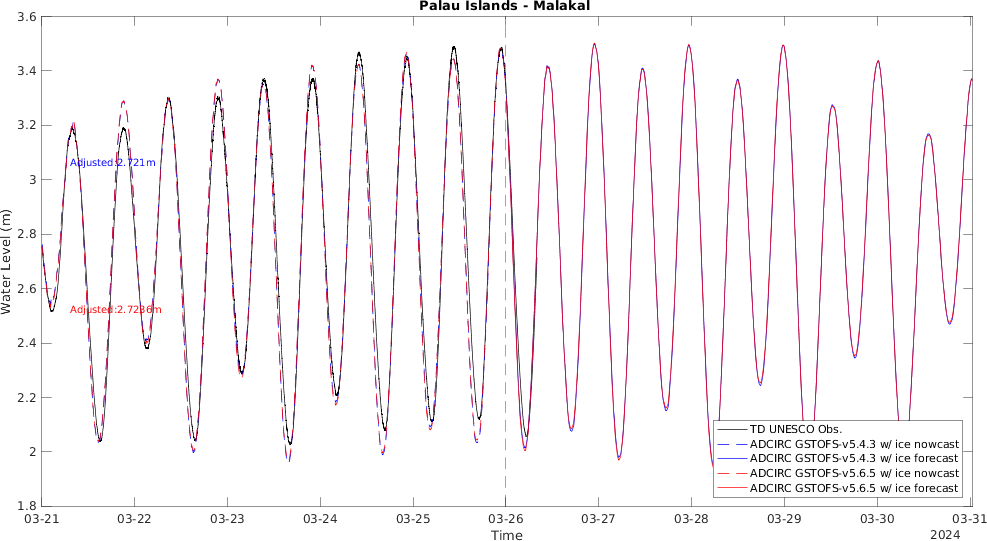 Palau Islands - Malakal
3.6
3.4
3.2
3
2.8
2.6
2.4
2.2
2
1.8
Water Level (m)
Adjusted:2.721m
Adjusted:2.7236m
TD UNESCO Obs.
ADCIRC GSTOFS-v5.4.3 w/ ice nowcast
ADCIRC GSTOFS-v5.4.3 w/ ice forecast
ADCIRC GSTOFS-v5.6.5 w/ ice nowcast
ADCIRC GSTOFS-v5.6.5 w/ ice forecast
03-21 03-22 03-23 03-24 03-25 03-26 03-27 03-28 03-29 03-30 03-31
Time
2024